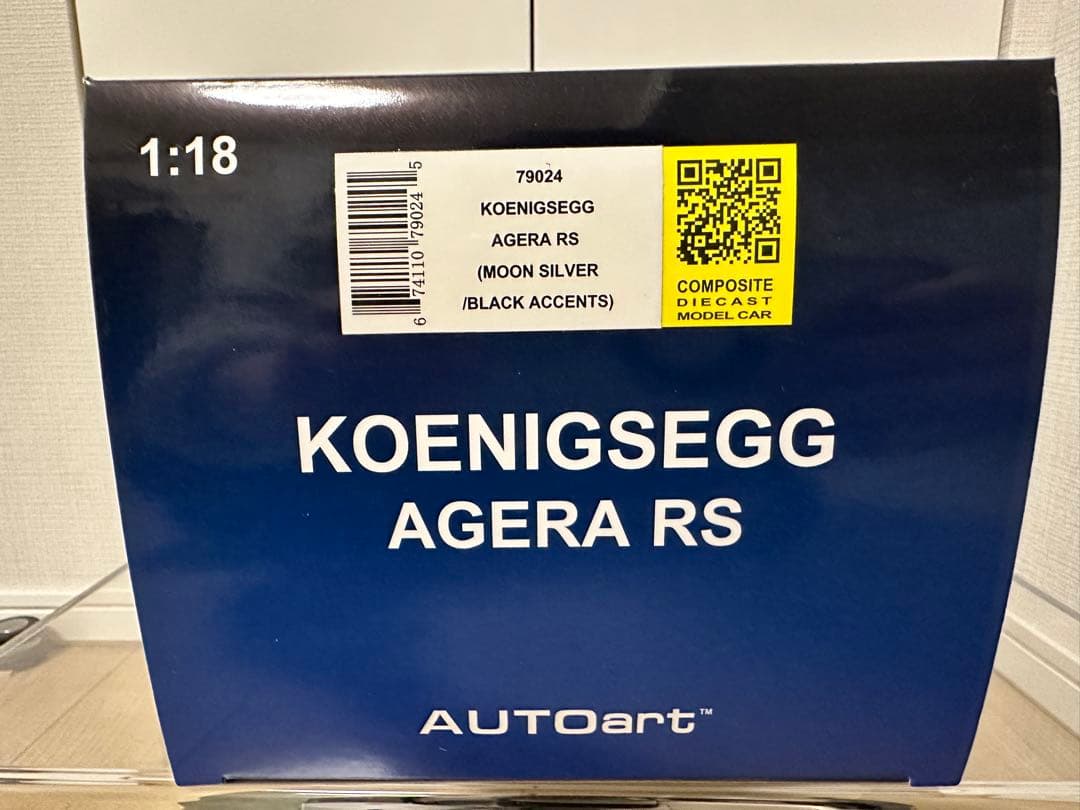 1:18
6 74110 79024 5
79024
KOENIGSEGG
AGERA RS
(MOON SILVER
/BLACK ACCENTS)
COMPOSITE
DIECAST
MODEL CAR
KOENIGSEGG
AGERA RS
AUTOart™